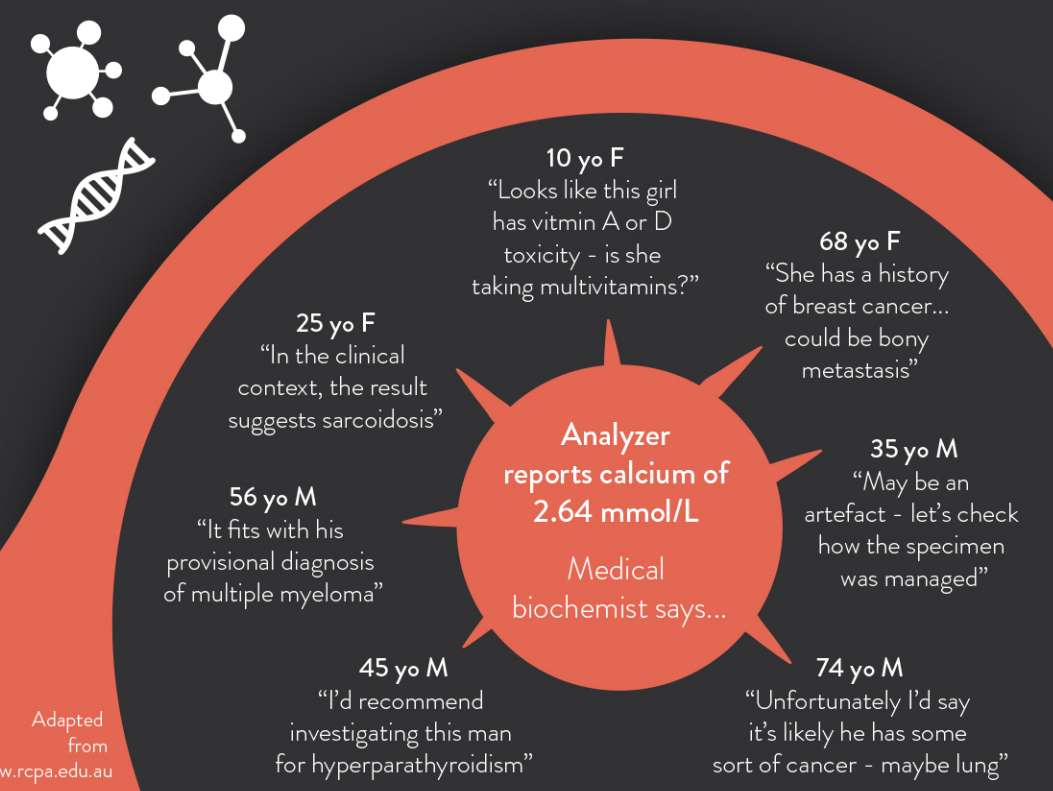 10 yo F
“Looks like this girl
has vitmin A or D
toxicity - is she
taking multivitamins?”
68 yo F
“She has a history
of breast cancer...
could be bony
metastasis”
25 yo F
“In the clinical
context, the result
suggests sarcoidosis”
Analyzer
reports calcium of
2.64 mmol/L
Medical
biochemist says...
35 yo M
“May be an
artefact - let’s check
how the specimen
was managed”
56 yo M
“It fits with his
provisional diagnosis
of multiple myeloma”
45 yo M
“I’d recommend
investigating this man
for hyperparathyroidism”
74 yo M
“Unfortunately I’d say
it’s likely he has some
sort of cancer - maybe lung”
Adapted
from
w.rcpa.edu.au